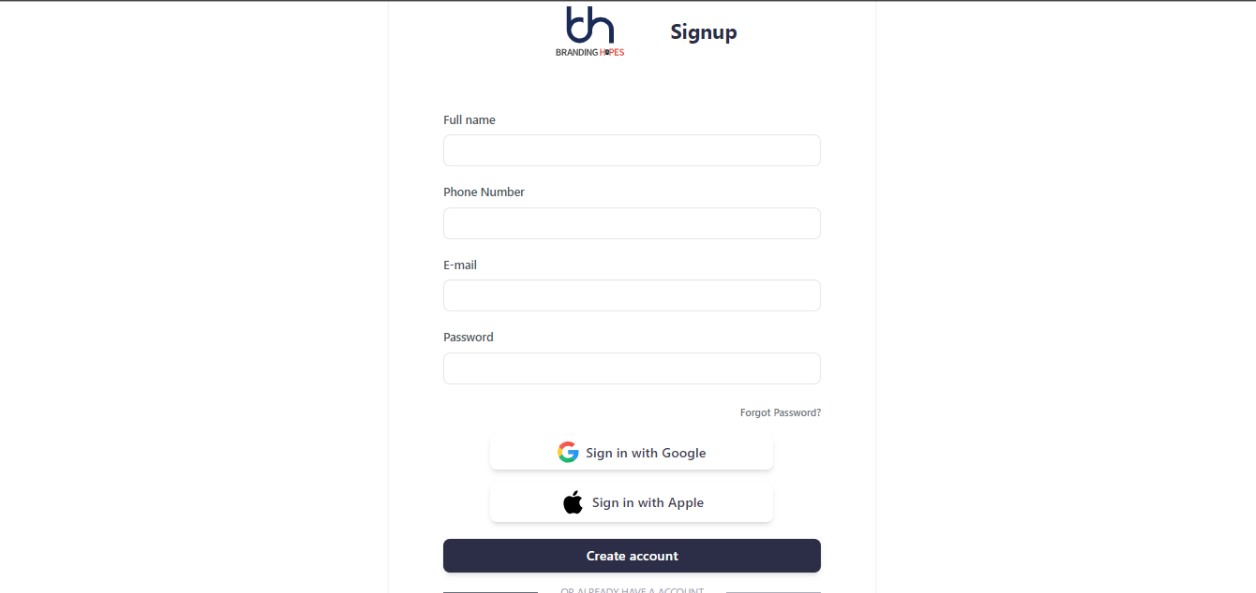 bh
BRANDING HOPES
Signup
Full name
Phone Number
E-mail
Password
Forgot Password?
Sign in with Google
Sign in with Apple
Create account
OR ALREADY HAVE A ACCOUNT